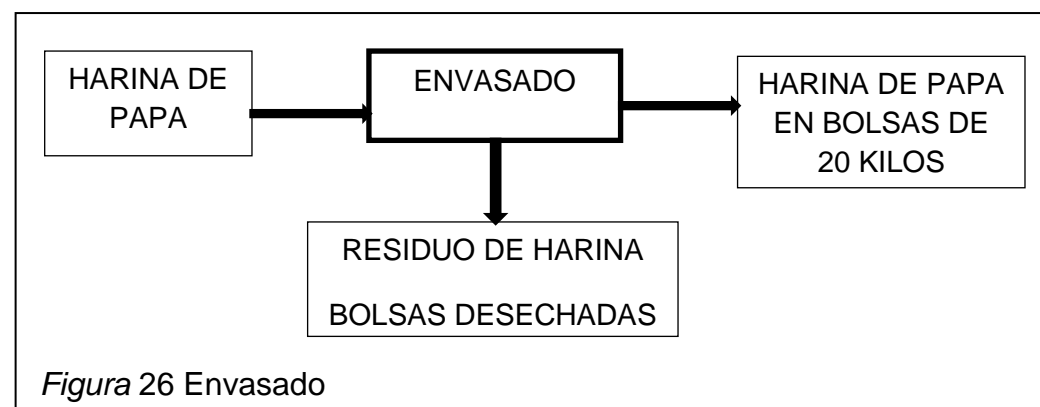 HARINA DE
PAPA
ENVASADO
HARINA DE PAPA
EN BOLSAS DE
20 KILOS
RESIDUO DE HARINA
BOLSAS DESECHADAS
Figura 26 Envasado